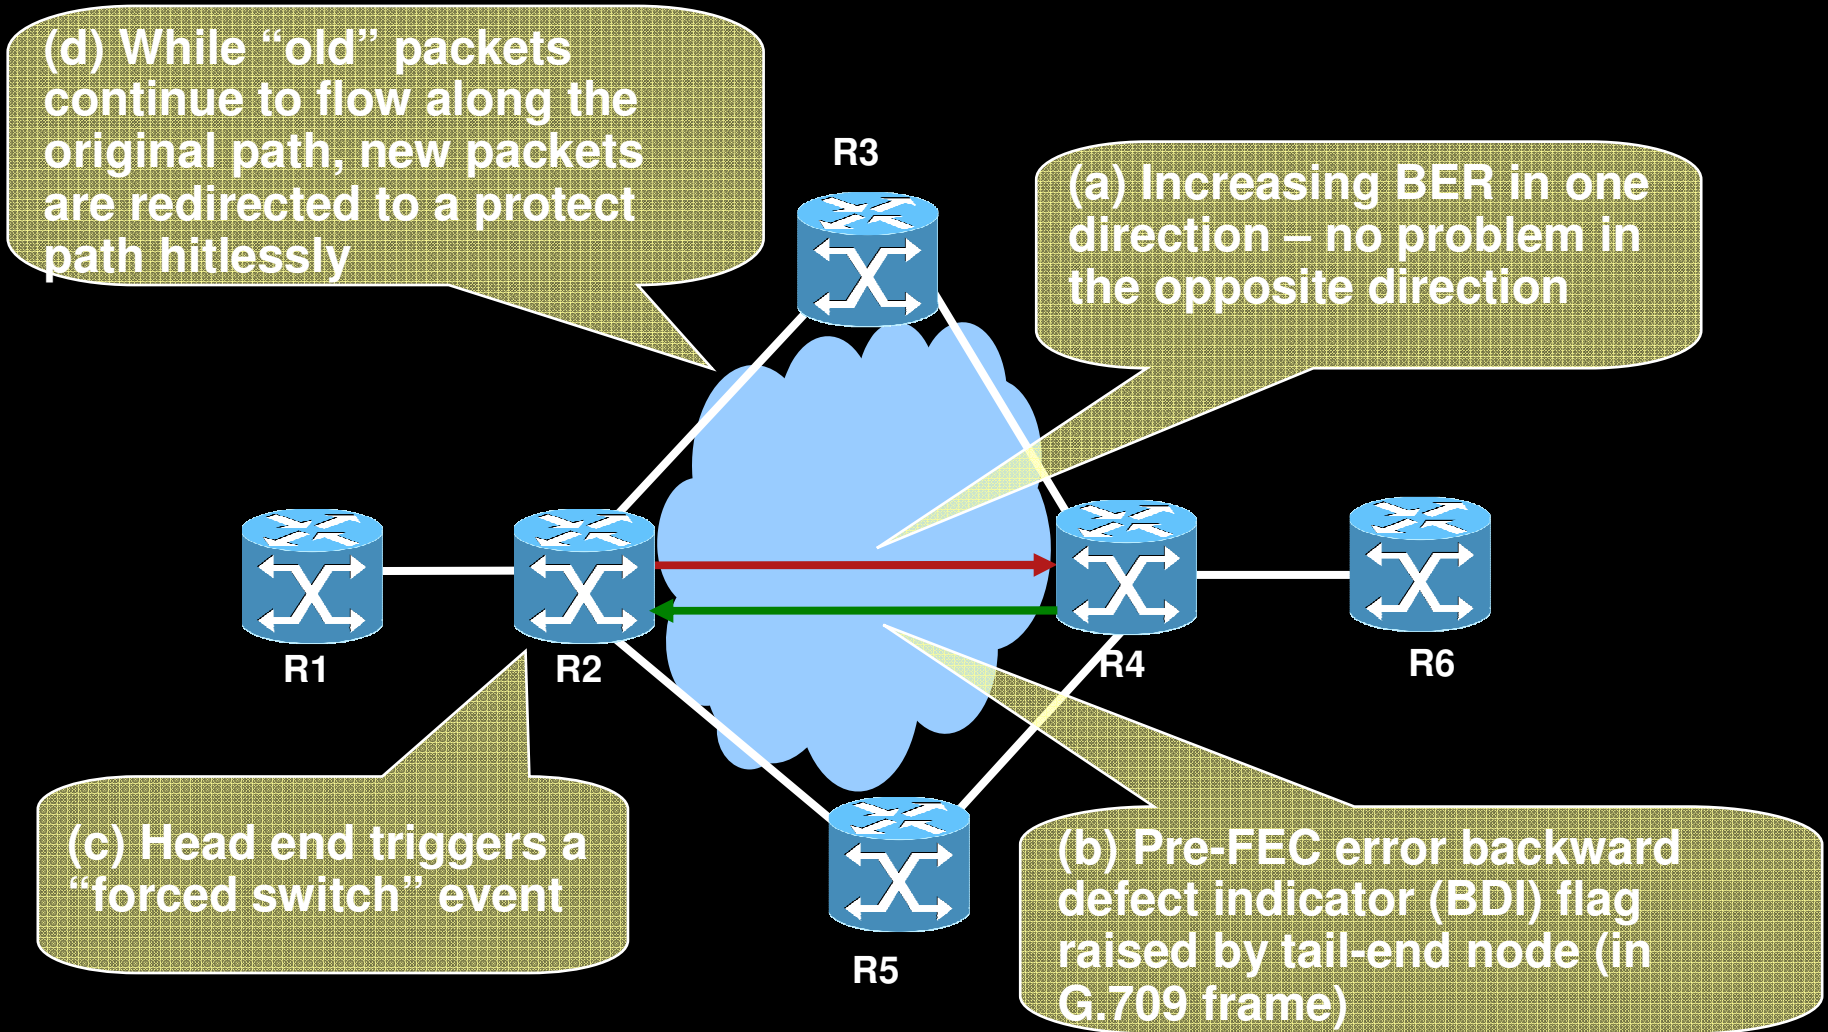 (d) While “old” packets
continue to flow along the
original path, new packets
are redirected to a protect
path hitlessly
R3
(a) Increasing BER in one
direction – no problem in
the opposite direction
R1
R2
R4
R6
(c) Head end triggers a
“forced switch” event
(b) Pre-FEC error backward
defect indicator (BDI) flag
raised by tail-end node (in
G.709 frame)
R5